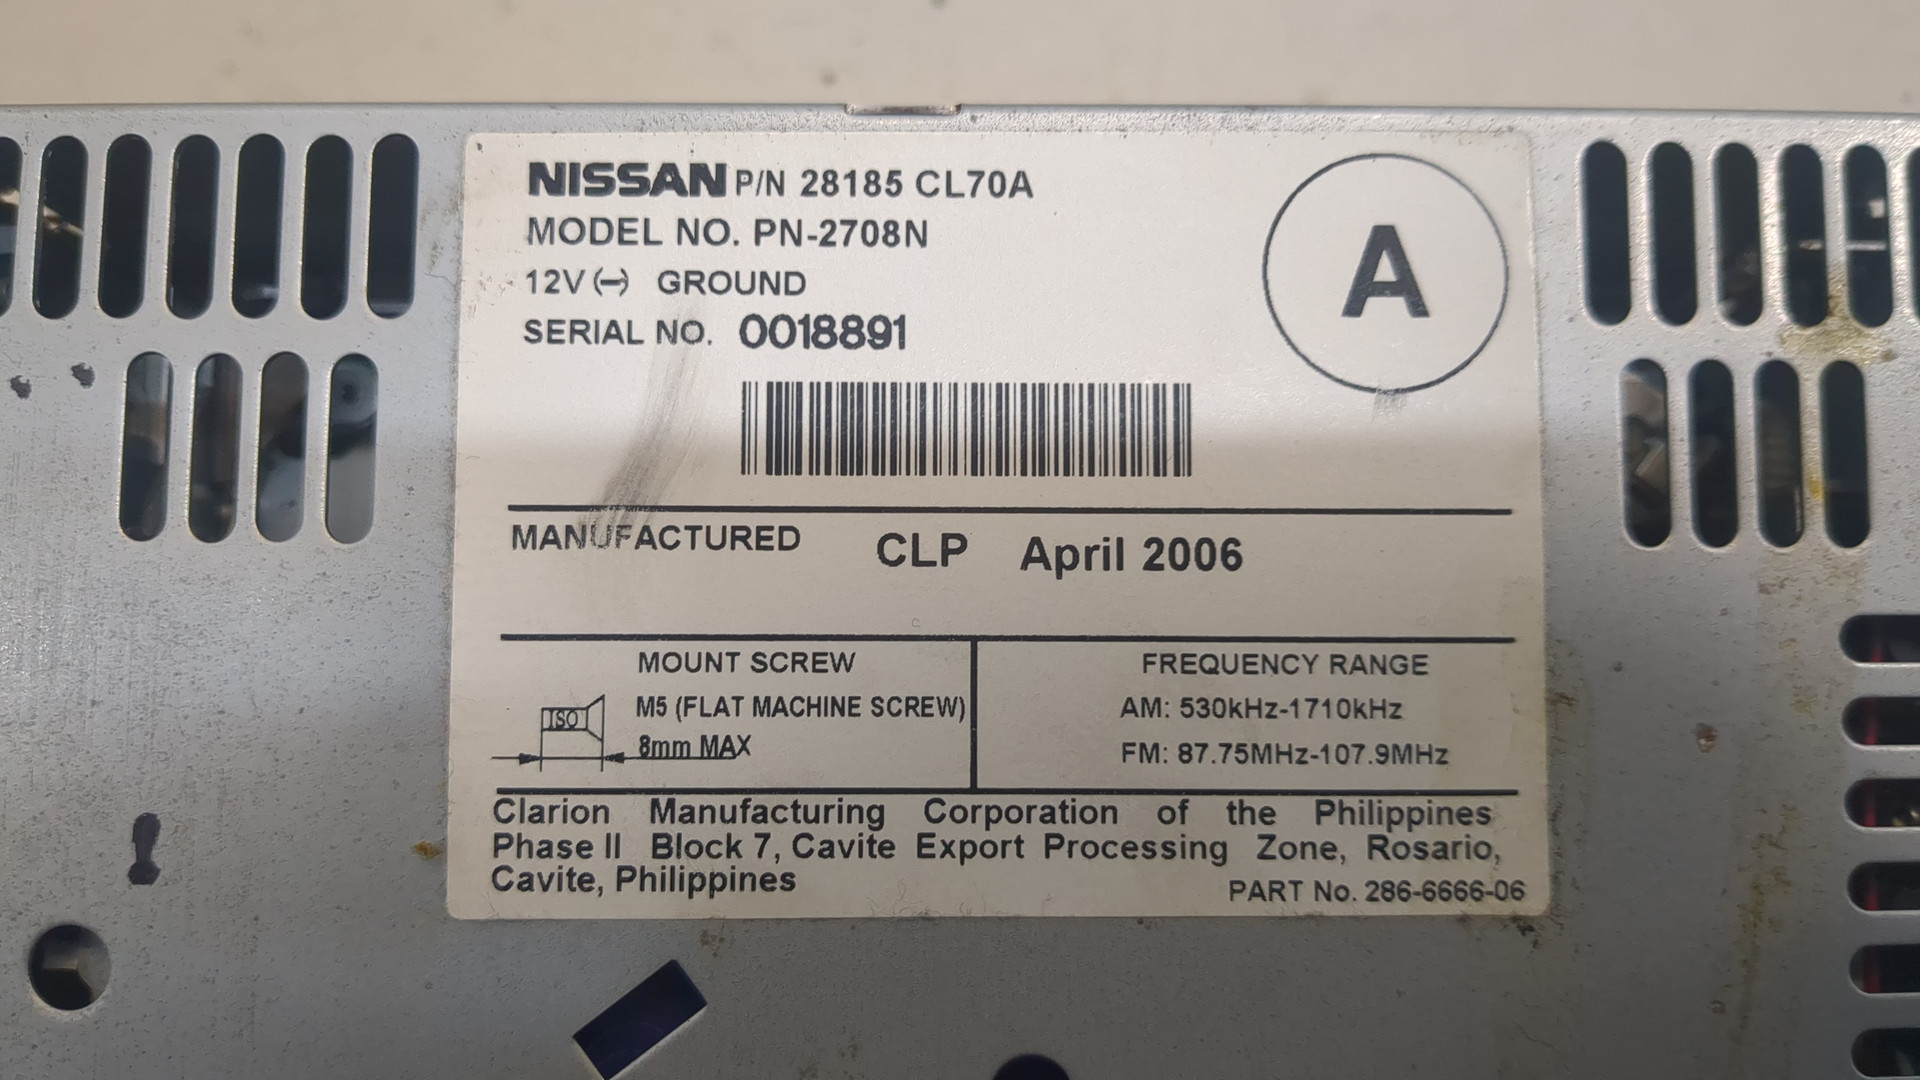 NISSAN P/N 28185 CL70A
MODEL NO. PN-2708N
12V (-) GROUND
SERIAL NO. 0018891
A
MANUFACTURED CLP April 2006
MOUNT SCREW
ISO M5 (FLAT MACHINE SCREW)
8mm MAX
FREQUENCY RANGE
AM: 530kHz-1710kHz
FM: 87.75MHz-107.9MHz
Clarion Manufacturing Corporation of the Philippines
Phase II Block 7, Cavite Export Processing Zone, Rosario,
Cavite, Philippines
PART No. 286-6666-06